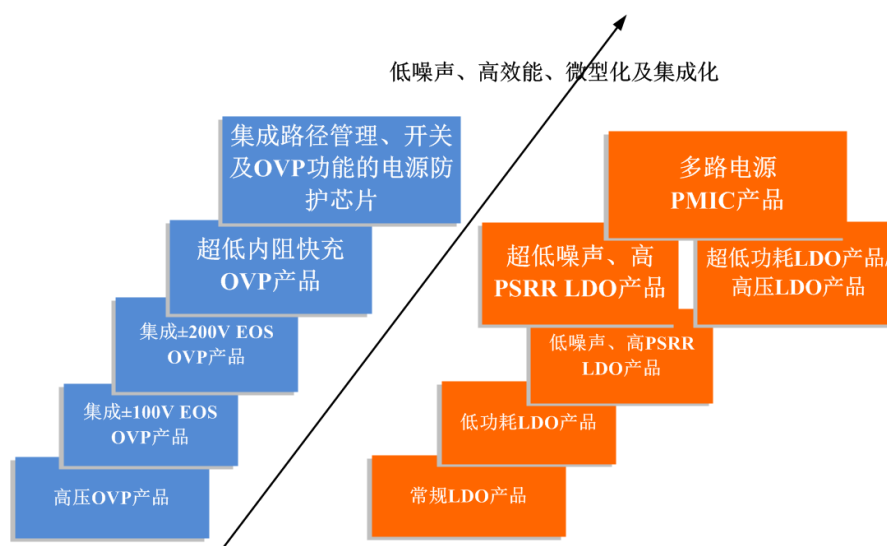 低噪声、高效能、微型化及集成化
集成路径管理、开关
及OVP功能的电源防
护芯片
超低内阻快充
OVP产品
集成±200V EOS
OVP产品
集成±100V EOS
OVP产品
高压OVP产品
多路电源
PMIC产品
超低噪声、高
PSRR LDO产品
超低功耗LDO产品/
高压LDO产品
低噪声、高PSRR
LDO产品
低功耗LDO产品
常规LDO产品